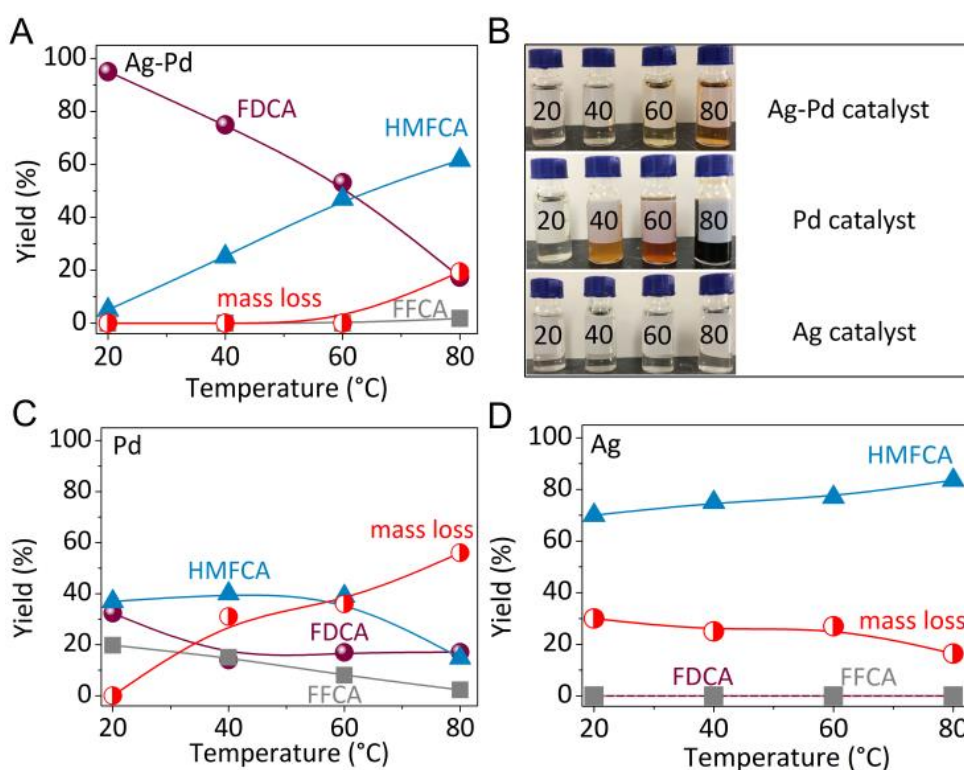 A
Ag-Pd
100
80
60
40
20
0
Yield (%)
FDCA
HMFCA
mass loss
FFCA
20 40 60 80
Temperature (°C)
B
20 40 60 80
Ag-Pd catalyst
20 40 60 80
Pd catalyst
20 40 60 80
Ag catalyst
C
Pd
100
80
60
40
20
0
Yield (%)
mass loss
HMFCA
FDCA
FFCA
20 40 60 80
Temperature (°C)
D
Ag
100
80
60
40
20
0
Yield (%)
HMFCA
mass loss
FDCA FFCA
20 40 60 80
Temperature (°C)